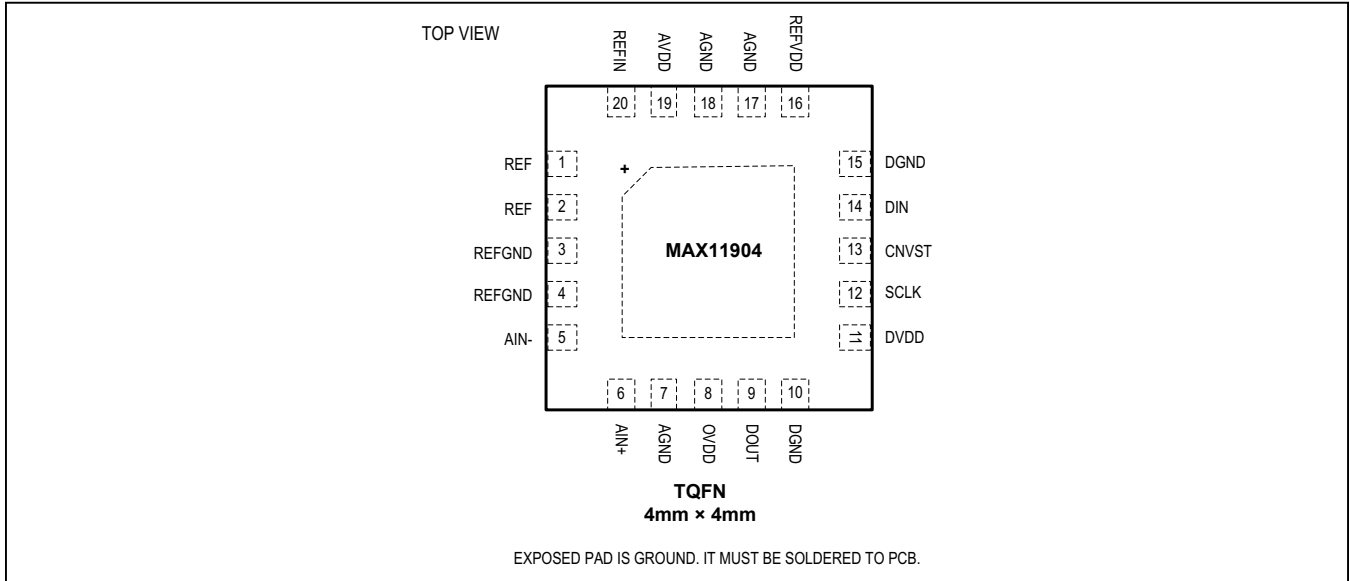 TOP VIEW
REFIN
AVDD
AGND
AGND
REFVDD
20
19
18
17
16
REF
1
REF
2
REFGND
3
REFGND
4
AIN-
5
+
MAX11904
15
DGND
14
DIN
13
CNVST
12
SCLK
11
DVDD
6
7
8
9
10
AIN+
AGND
OVDD
DOUT
DGND
TQFN
4mm × 4mm
EXPOSED PAD IS GROUND. IT MUST BE SOLDERED TO PCB.